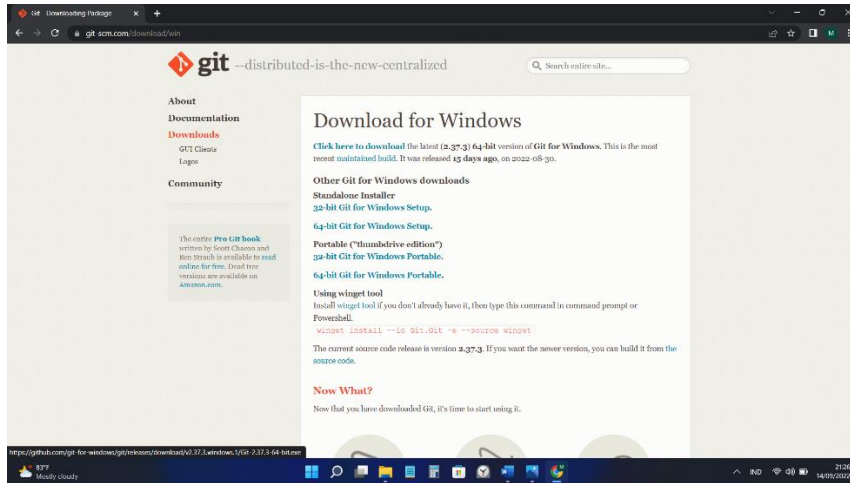 Git - Downloading Package
git-scm.com/download/win
git --distributed-is-the-new-centralized
Search entire site...
About
Documentation
Downloads
GUI Clients
Logos
Community
The entire Pro Git book
written by Scott Chacon and
Ben Straub is available to read
online for free. Dead tree
versions are available on
Amazon.com.
Download for Windows
Click here to download the latest (2.37.3) 64-bit version of Git for Windows. This is the most
recent maintained build. It was released 15 days ago, on 2022-08-30.
Other Git for Windows downloads
Standalone Installer
32-bit Git for Windows Setup.
64-bit Git for Windows Setup.
Portable ("thumbdrive edition")
32-bit Git for Windows Portable.
64-bit Git for Windows Portable.
Using winget tool
Install winget tool if you don't already have it, then type this command in command prompt or
Powershell.
winget install --id Git.Git -e --source winget
The current source code release is version 2.37.3. If you want the newer version, you can build it from the
source code.
Now What?
Now that you have downloaded Git, it's time to start using it.
https://github.com/git-for-windows/git/releases/download/v2.37.3.windows.1/Git-2.37.3-64-bit.exe
93°F
Mostly cloudy
IND
21:26
14/09/2022
M